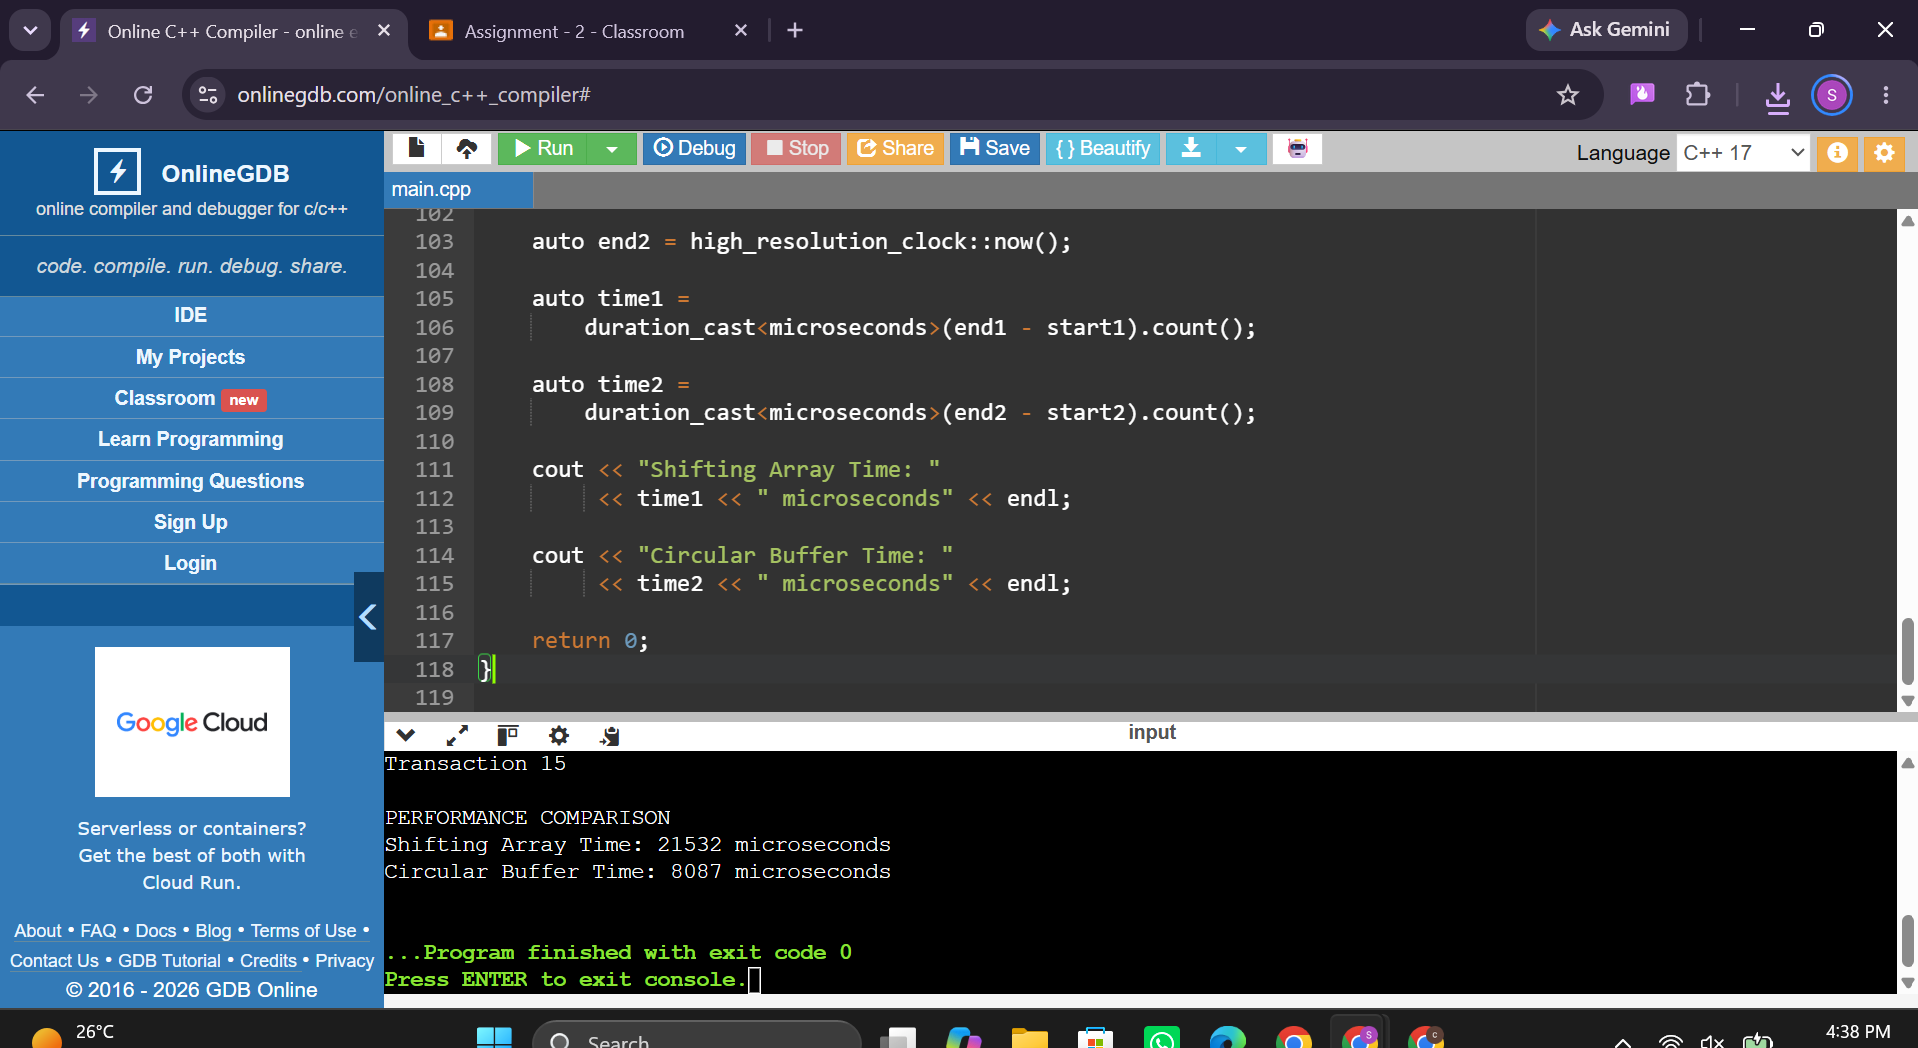 Online C++ Compiler - online e
Assignment - 2 - Classroom
Ask Gemini
onlinegdb.com/online_c++_compiler#
S
OnlineGDB
online compiler and debugger for c/c++
code. compile. run. debug. share.
IDE
My Projects
Classroom new
Learn Programming
Programming Questions
Sign Up
Login
Google Cloud
Serverless or containers?
Get the best of both with
Cloud Run.
About • FAQ • Docs • Blog • Terms of Use •
Contact Us • GDB Tutorial • Credits • Privacy
© 2016 - 2026 GDB Online
Run Debug Stop Share Save { } Beautify
Language C++ 17
main.cpp
102
103 auto end2 = high_resolution_clock::now();
104
105 auto time1 =
106 duration_cast<microseconds>(end1 - start1).count();
107
108 auto time2 =
109 duration_cast<microseconds>(end2 - start2).count();
110
111 cout << "Shifting Array Time: "
112 << time1 << " microseconds" << endl;
113
114 cout << "Circular Buffer Time: "
115 << time2 << " microseconds" << endl;
116
117 return 0;
118 }
119
input
Transaction 15
PERFORMANCE COMPARISON
Shifting Array Time: 21532 microseconds
Circular Buffer Time: 8087 microseconds
...Program finished with exit code 0
Press ENTER to exit console.
26°C
Search
4:38 PM